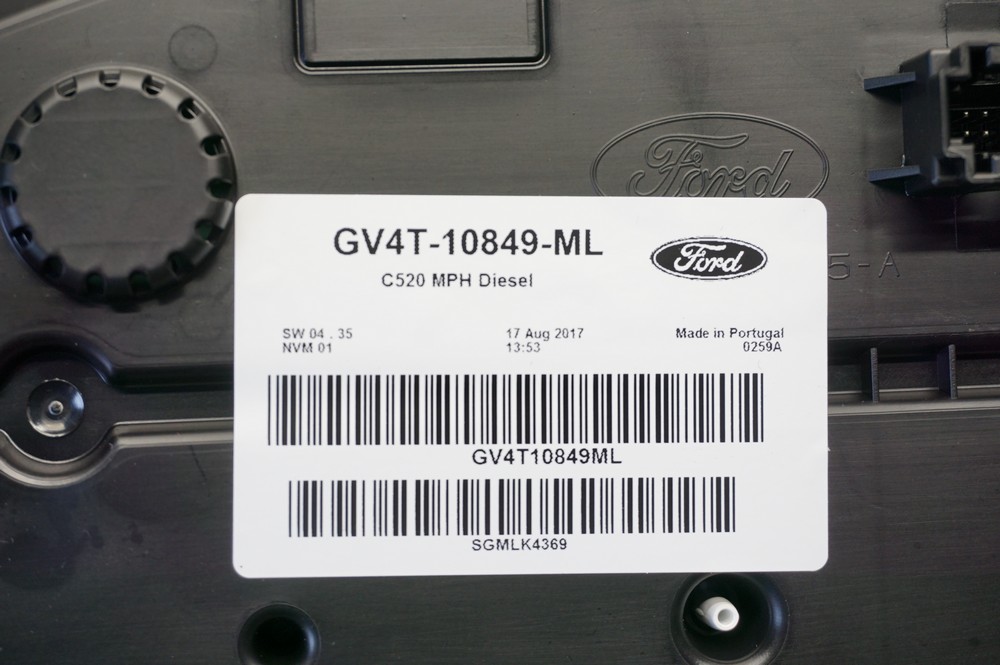 Ford
GV4T-10849-ML
Ford
C520 MPH Diesel
5-A
SW 04 . 35
17 Aug 2017
Made in Portugal
NVM 01
13:53
0259A
GV4T10849ML
SGMLK4369